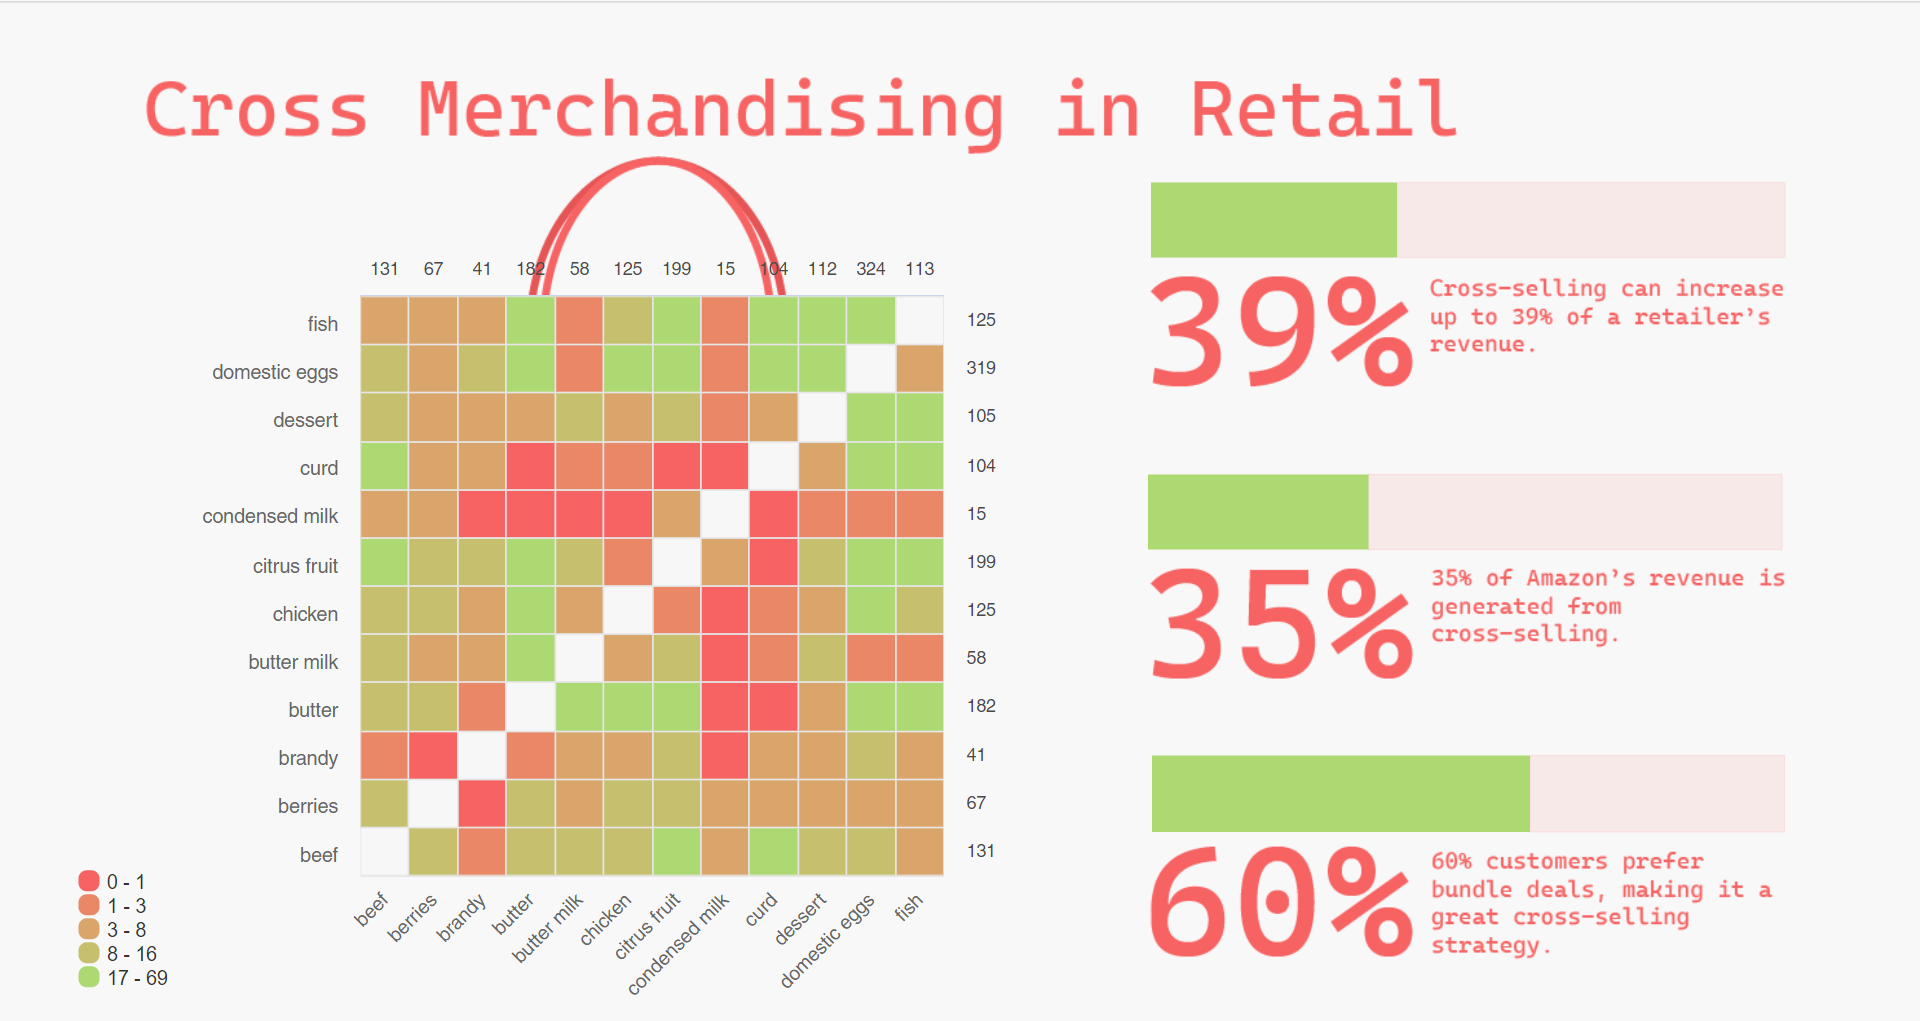 Cross Merchandising in Retail
131 67 41 182 58 125 199 15 104 112 324 113
fish 125
domestic eggs 319
dessert 105
curd 104
condensed milk 15
citrus fruit 199
chicken 125
butter milk 58
butter 182
brandy 41
berries 67
beef 131
beef berries brandy butter butter milk chicken citrus fruit condensed milk curd dessert domestic eggs fish
0 - 1
1 - 3
3 - 8
8 - 16
17 - 69
39%
Cross-selling can increase
up to 39% of a retailer's
revenue.
35%
35% of Amazon's revenue is
generated from
cross-selling.
60%
60% customers prefer
bundle deals, making it a
great cross-selling
strategy.